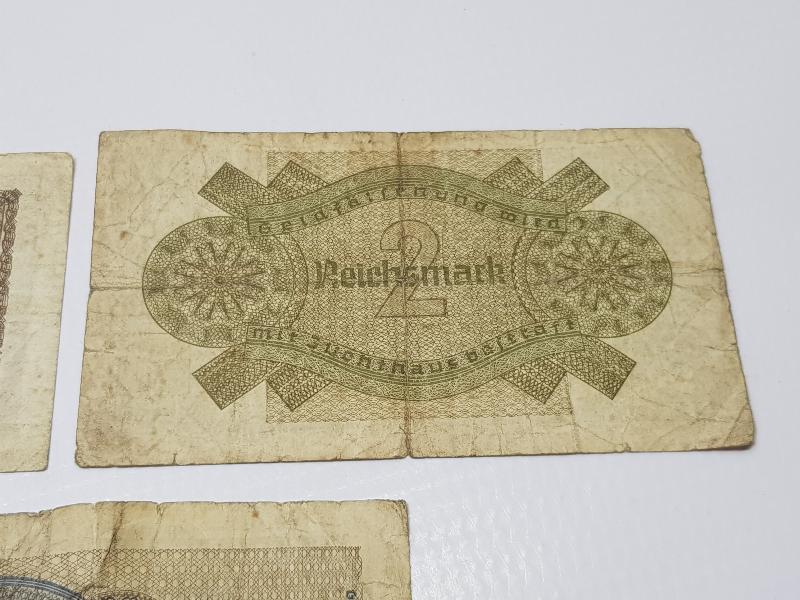 Geldfälschung wird
2
Reichsmark
mit Zuchthaus bestraft